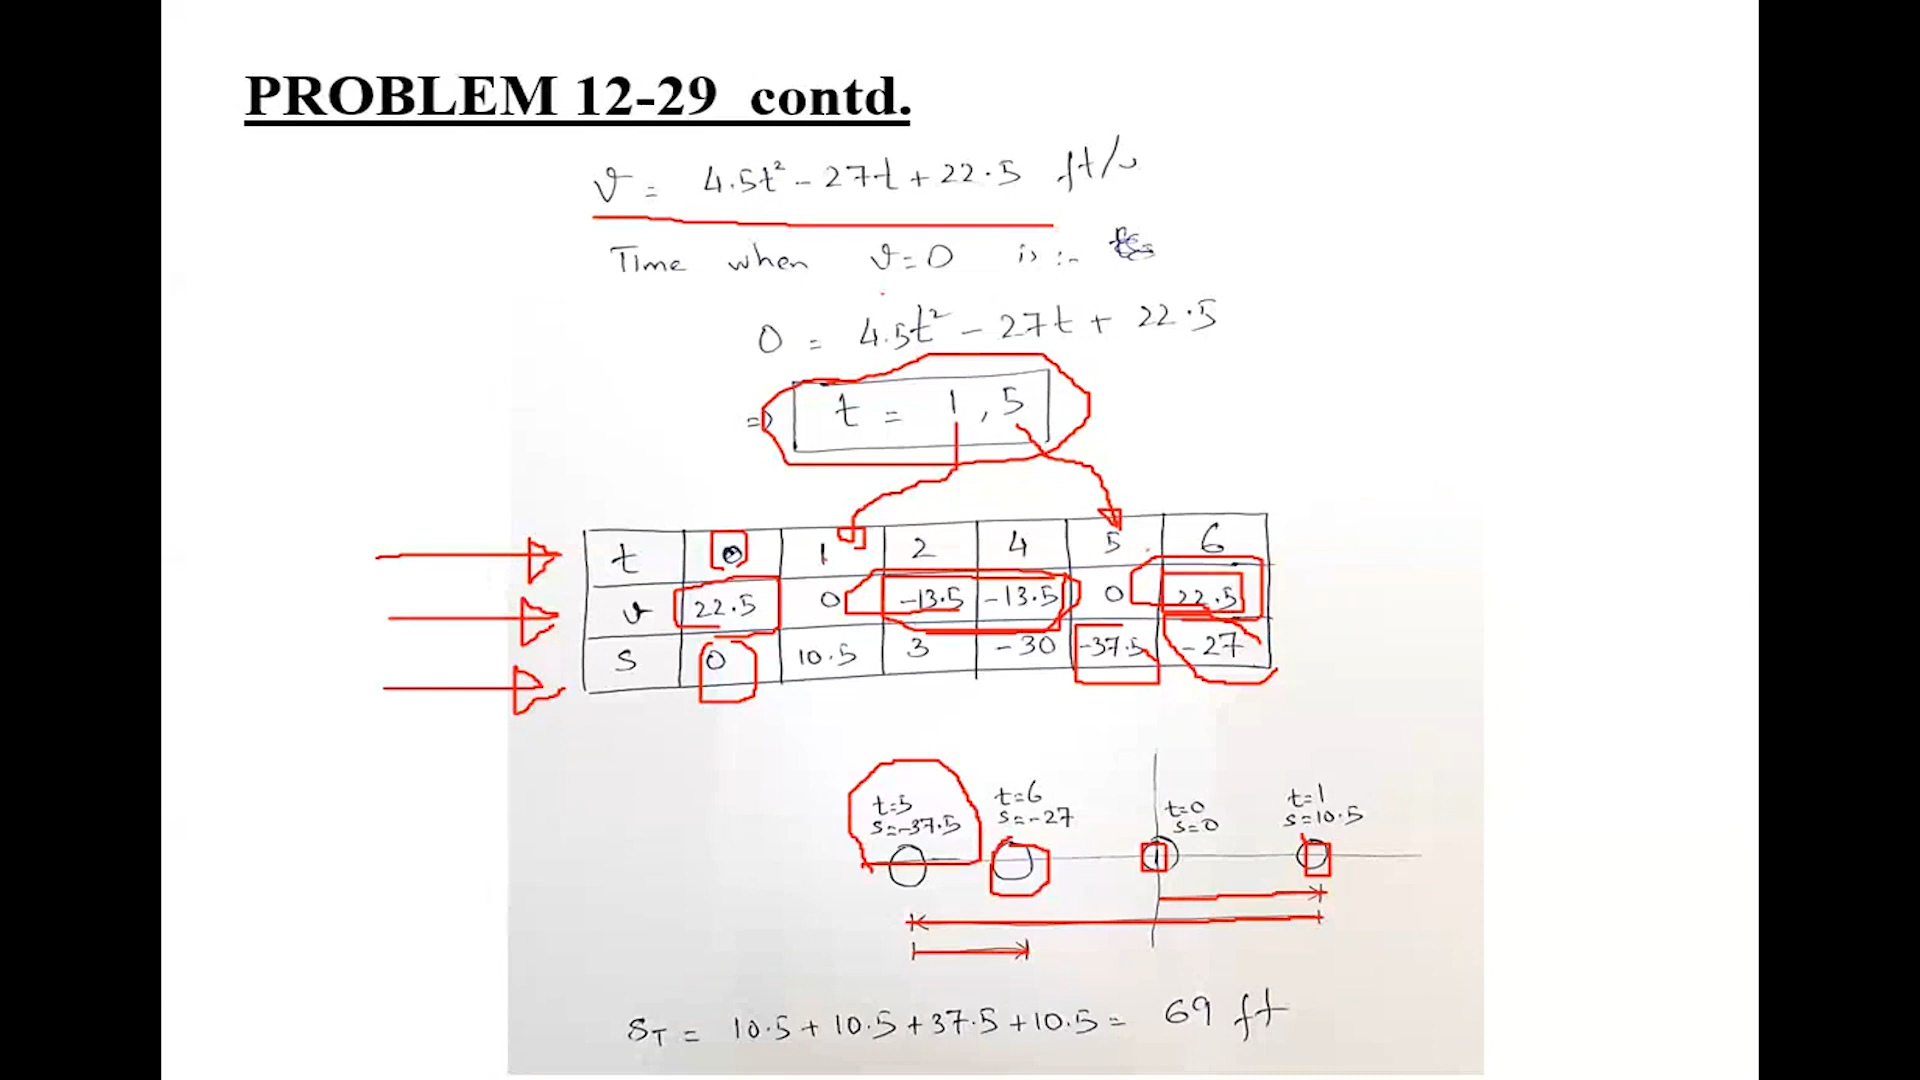 PROBLEM 12-29 contd.
v = 4.5t² - 27t + 22.5 ft/s
Time when v=0 is :-
0 = 4.5t² - 27t + 22.5
=> t = 1, 5
t 0 1 2 4 5 6
v 22.5 0 -13.5 -13.5 0 22.5
S 0 10.5 3 -30 -37.5 -27
t=5 t=6 t=0 t=1
s=-37.5 s=-27 s=0 s=10.5
S_T = 10.5 + 10.5 + 37.5 + 10.5 = 69 ft